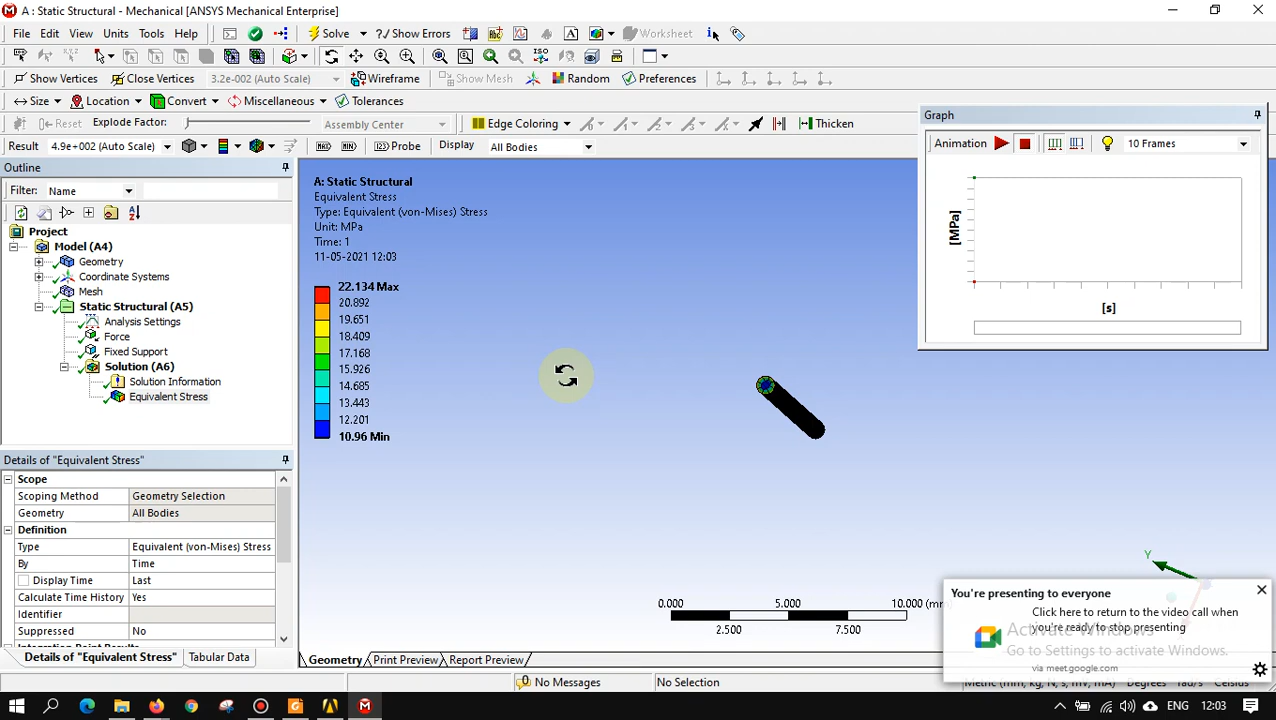 A : Static Structural - Mechanical [ANSYS Mechanical Enterprise]
File Edit View Units Tools Help Solve Show Errors Worksheet
Show Vertices Close Vertices 3.2e-002 (Auto Scale) Wireframe Show Mesh Random Preferences
Size Location Convert Miscellaneous Tolerances
Reset Explode Factor: Assembly Center Edge Coloring Thicken
Result 4.9e+002 (Auto Scale) Probe Display All Bodies
Outline
Filter: Name
Project
Model (A4)
Geometry
Coordinate Systems
Mesh
Static Structural (A5)
Analysis Settings
Force
Fixed Support
Solution (A6)
Solution Information
Equivalent Stress
Details of "Equivalent Stress"
Scope
Scoping Method Geometry Selection
Geometry All Bodies
Definition
Type Equivalent (von-Mises) Stress
By Time
Display Time Last
Calculate Time History Yes
Identifier
Suppressed No
Details of "Equivalent Stress" Tabular Data
A: Static Structural
Equivalent Stress
Type: Equivalent (von-Mises) Stress
Unit: MPa
Time: 1
11-05-2021 12:03
22.134 Max
20.892
19.651
18.409
17.168
15.926
14.685
13.443
12.201
10.96 Min
Graph
Animation 10 Frames
[MPa]
[s]
Y
0.000 5.000 10.000 (m
2.500 7.500
You're presenting to everyone
Click here to return to the video call when
you're ready to stop presenting
via meet.google.com
Activate Windows
Go to Settings to activate Windows.
Geometry Print Preview Report Preview
No Messages No Selection Metric (mm, kg, N, s, mV, mA) Degrees rad/s Celsius
ENG 12:03